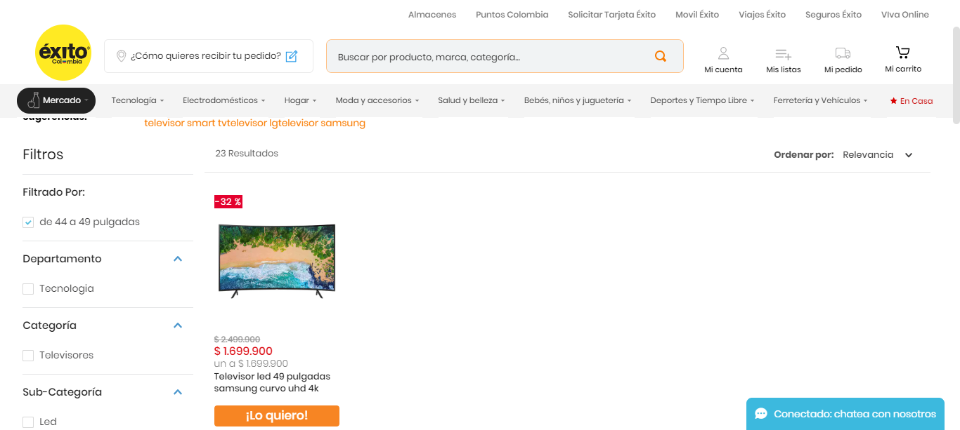 Almacenes Puntos Colombia Solicitar Tarjeta Éxito Movil Éxito Viajes Éxito Seguros Éxito VIva Online
éxito
Colombia
¿Cómo quieres recibir tu pedido?
Buscar por producto, marca, categoría...
Mi cuenta Mis listas Mi pedido Mi carrito
Mercado Tecnología Electrodomésticos Hogar Moda y accesorios Salud y belleza Bebés, niños y juguetería Deportes y Tiempo Libre Ferretería y Vehículos En Casa
Sugerencias: televisor smart tvtelevisor lgtelevisor samsung
Filtros
23 Resultados
Ordenar por: Relevancia
Filtrado Por:
de 44 a 49 pulgadas
Departamento
Tecnologia
Categoría
Televisores
Sub-Categoría
Led
-32 %
$ 2.499.900
$ 1.699.900
un a $ 1.699.900
Televisor led 49 pulgadas
samsung curvo uhd 4k
¡Lo quiero!
Conectado: chatea con nosotros